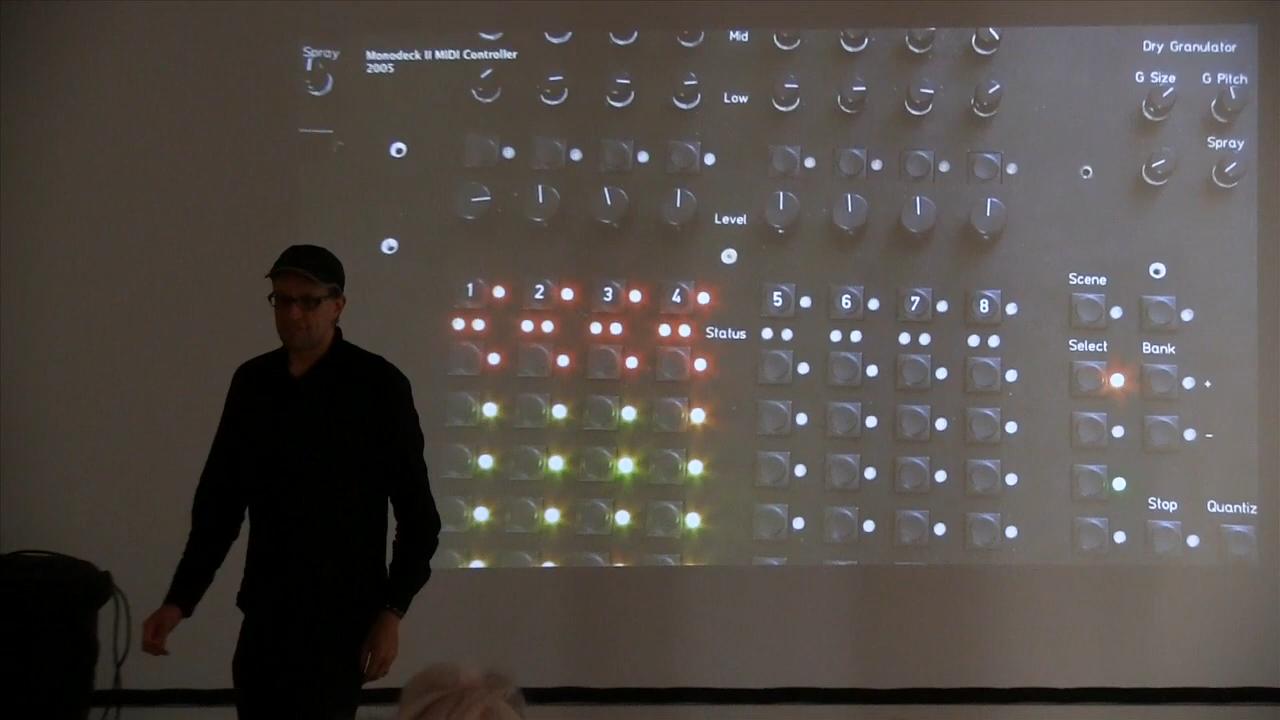 Mid
Dry Granulator
Spray
Monodeck II MIDI Controller
2005
G Size
G Pitch
Low
Spray
Level
Scene
1
2
3
4
5
6
7
8
Status
Select
Bank
+
-
Stop
Quantiz